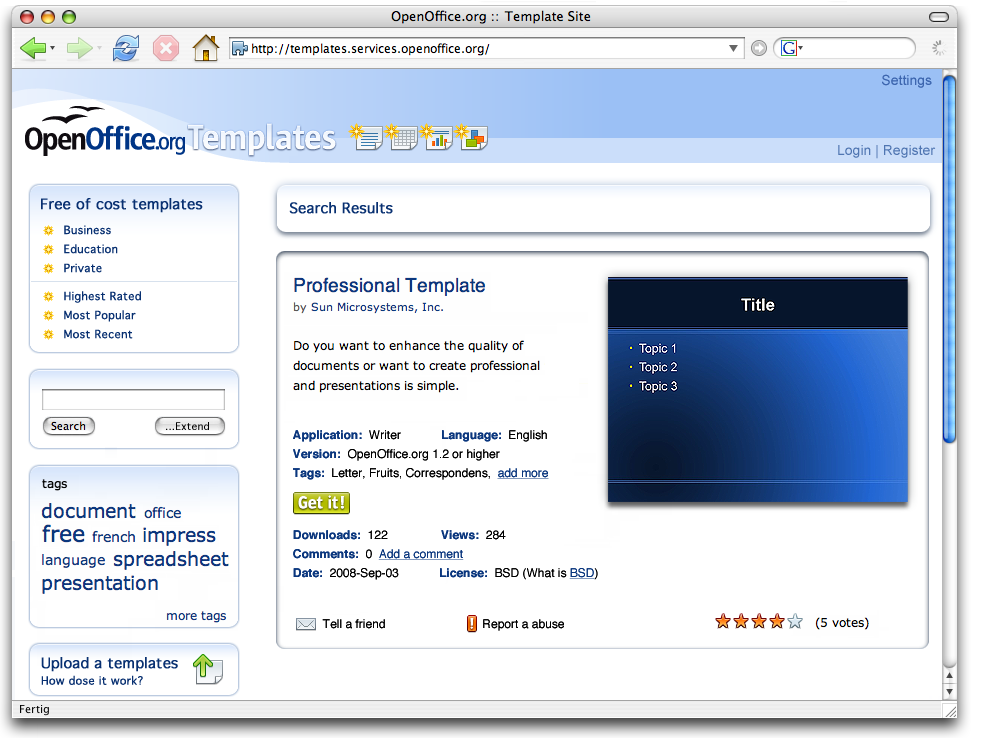 OpenOffice.org :: Template Site
http://templates.services.openoffice.org/
G
Settings
OpenOffice.org Templates
Login | Register
Free of cost templates
Business
Education
Private
Highest Rated
Most Popular
Most Recent
Search
...Extend
tags
document office
free french impress
language spreadsheet
presentation
more tags
Upload a templates
How dose it work?
Search Results
Professional Template
by Sun Microsystems, Inc.
Do you want to enhance the quality of
documents or want to create professional
and presentations is simple.
Application: Writer Language: English
Version: OpenOffice.org 1.2 or higher
Tags: Letter, Fruits, Correspondens, add more
Get it!
Downloads: 122 Views: 284
Comments: 0 Add a comment
Date: 2008-Sep-03 License: BSD (What is BSD)
Title
· Topic 1
· Topic 2
· Topic 3
Tell a friend
Report a abuse
(5 votes)
Fertig